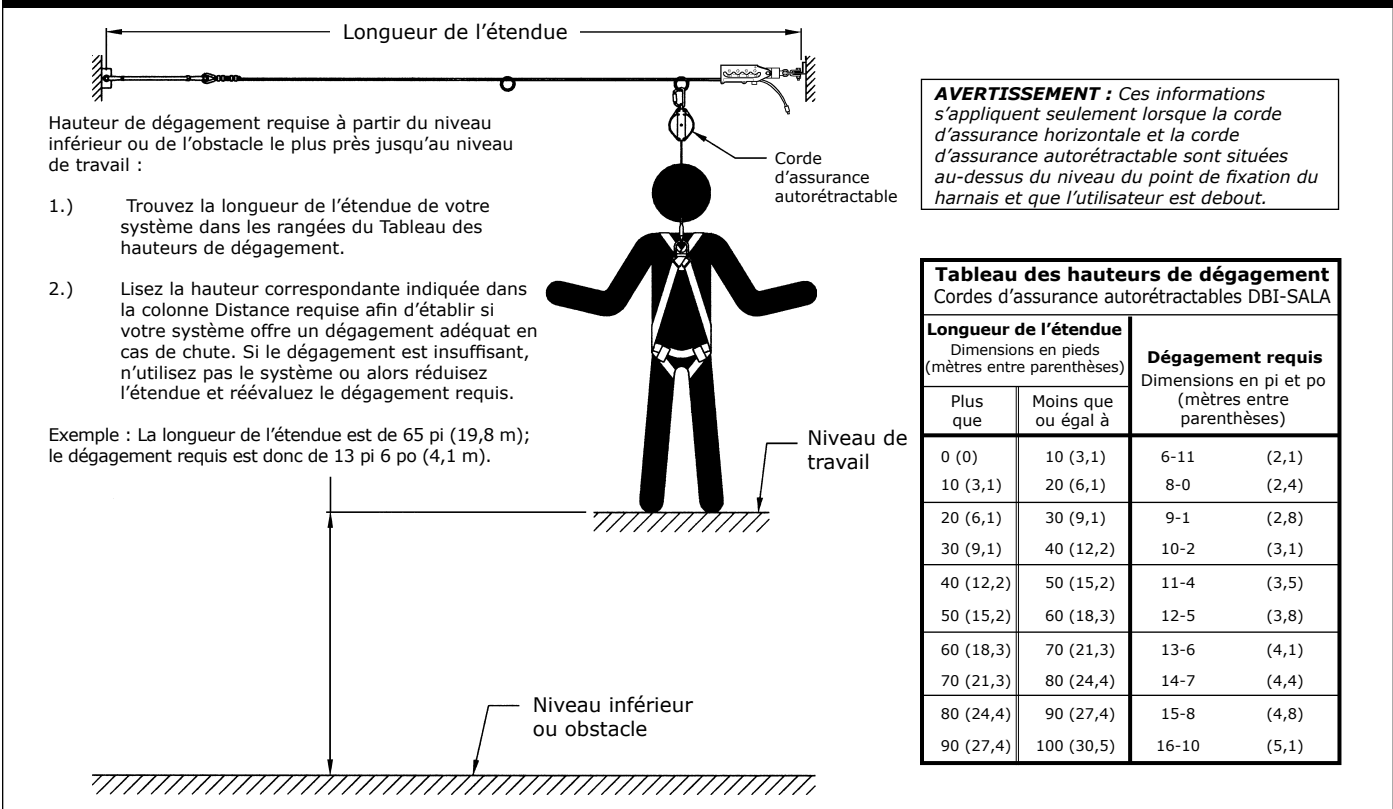 Longueur de l'étendue
Hauteur de dégagement requise à partir du niveau
inférieur ou de l'obstacle le plus près jusqu'au niveau
de travail :
1.) Trouvez la longueur de l'étendue de votre
système dans les rangées du Tableau des
hauteurs de dégagement.
2.) Lisez la hauteur correspondante indiquée dans
la colonne Distance requise afin d'établir si
votre système offre un dégagement adéquat en
cas de chute. Si le dégagement est insuffisant,
n'utilisez pas le système ou alors réduisez
l'étendue et réévaluez le dégagement requis.
Exemple : La longueur de l'étendue est de 65 pi (19,8 m);
le dégagement requis est donc de 13 pi 6 po (4,1 m).
Corde
d'assurance
autorétractable
Niveau de
travail
Niveau inférieur
ou obstacle
AVERTISSEMENT : Ces informations
s'appliquent seulement lorsque la corde
d'assurance horizontale et la corde
d'assurance autorétractable sont situées
au-dessus du niveau du point de fixation du
harnais et que l'utilisateur est debout.
Tableau des hauteurs de dégagement
Cordes d'assurance autorétractables DBI-SALA
Longueur de l'étendue
Dimensions en pieds
(mètres entre parenthèses)
Plus
que
Moins que
ou égal à
Dégagement requis
Dimensions en pi et po
(mètres entre
parenthèses)
0 (0) 10 (3,1) 6-11 (2,1)
10 (3,1) 20 (6,1) 8-0 (2,4)
20 (6,1) 30 (9,1) 9-1 (2,8)
30 (9,1) 40 (12,2) 10-2 (3,1)
40 (12,2) 50 (15,2) 11-4 (3,5)
50 (15,2) 60 (18,3) 12-5 (3,8)
60 (18,3) 70 (21,3) 13-6 (4,1)
70 (21,3) 80 (24,4) 14-7 (4,4)
80 (24,4) 90 (27,4) 15-8 (4,8)
90 (27,4) 100 (30,5) 16-10 (5,1)